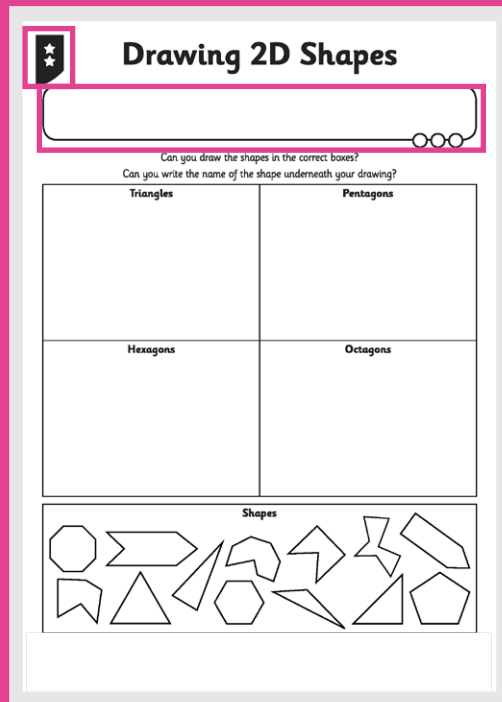 Drawing 2D Shapes
Can you draw the shapes in the correct boxes?
Can you write the name of the shape underneath your drawing?
Triangles
Pentagons
Hexagons
Octagons
Shapes